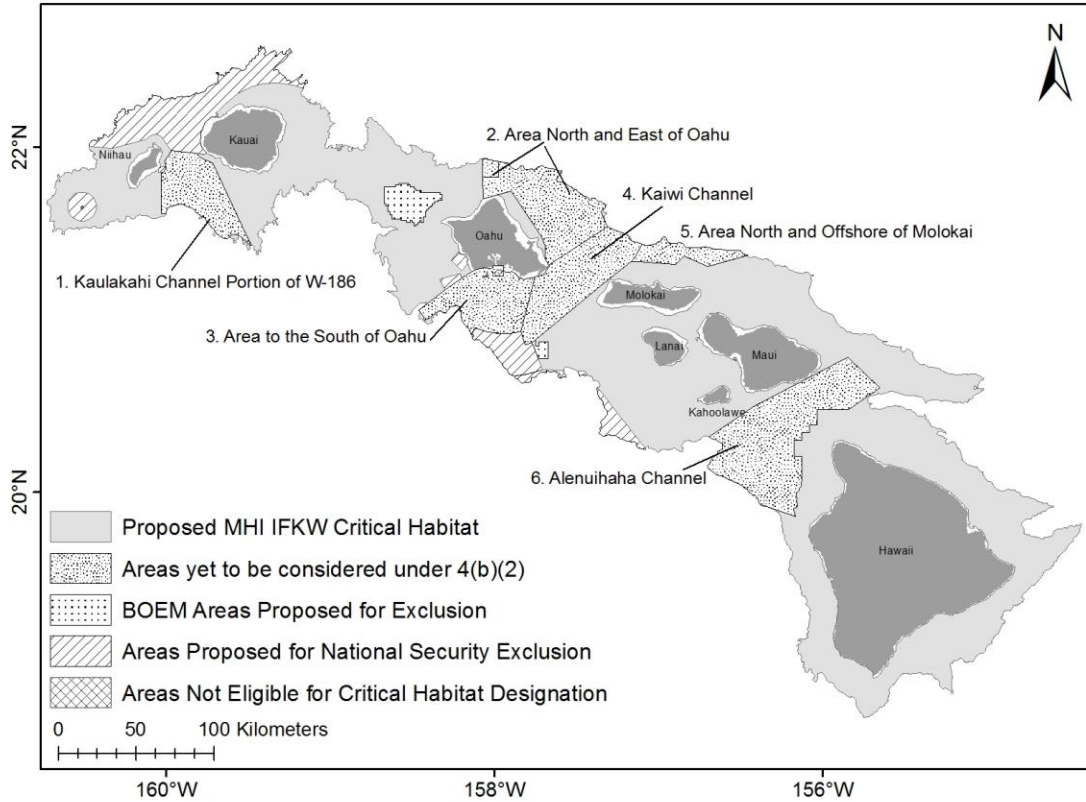 N
22°N
20°N
2. Area North and East of Oahu
Kauai
Niihau
4. Kaiwi Channel
Oahu
5. Area North and Offshore of Molokai
1. Kaulakahi Channel Portion of W-186
Molokai
3. Area to the South of Oahu
Lanai
Maui
Kahoolawe
6. Alenuihaha Channel
Hawaii
Proposed MHI IFKW Critical Habitat
Areas yet to be considered under 4(b)(2)
BOEM Areas Proposed for Exclusion
Areas Proposed for National Security Exclusion
Areas Not Eligible for Critical Habitat Designation
0 50 100 Kilometers
160°W 158°W 156°W